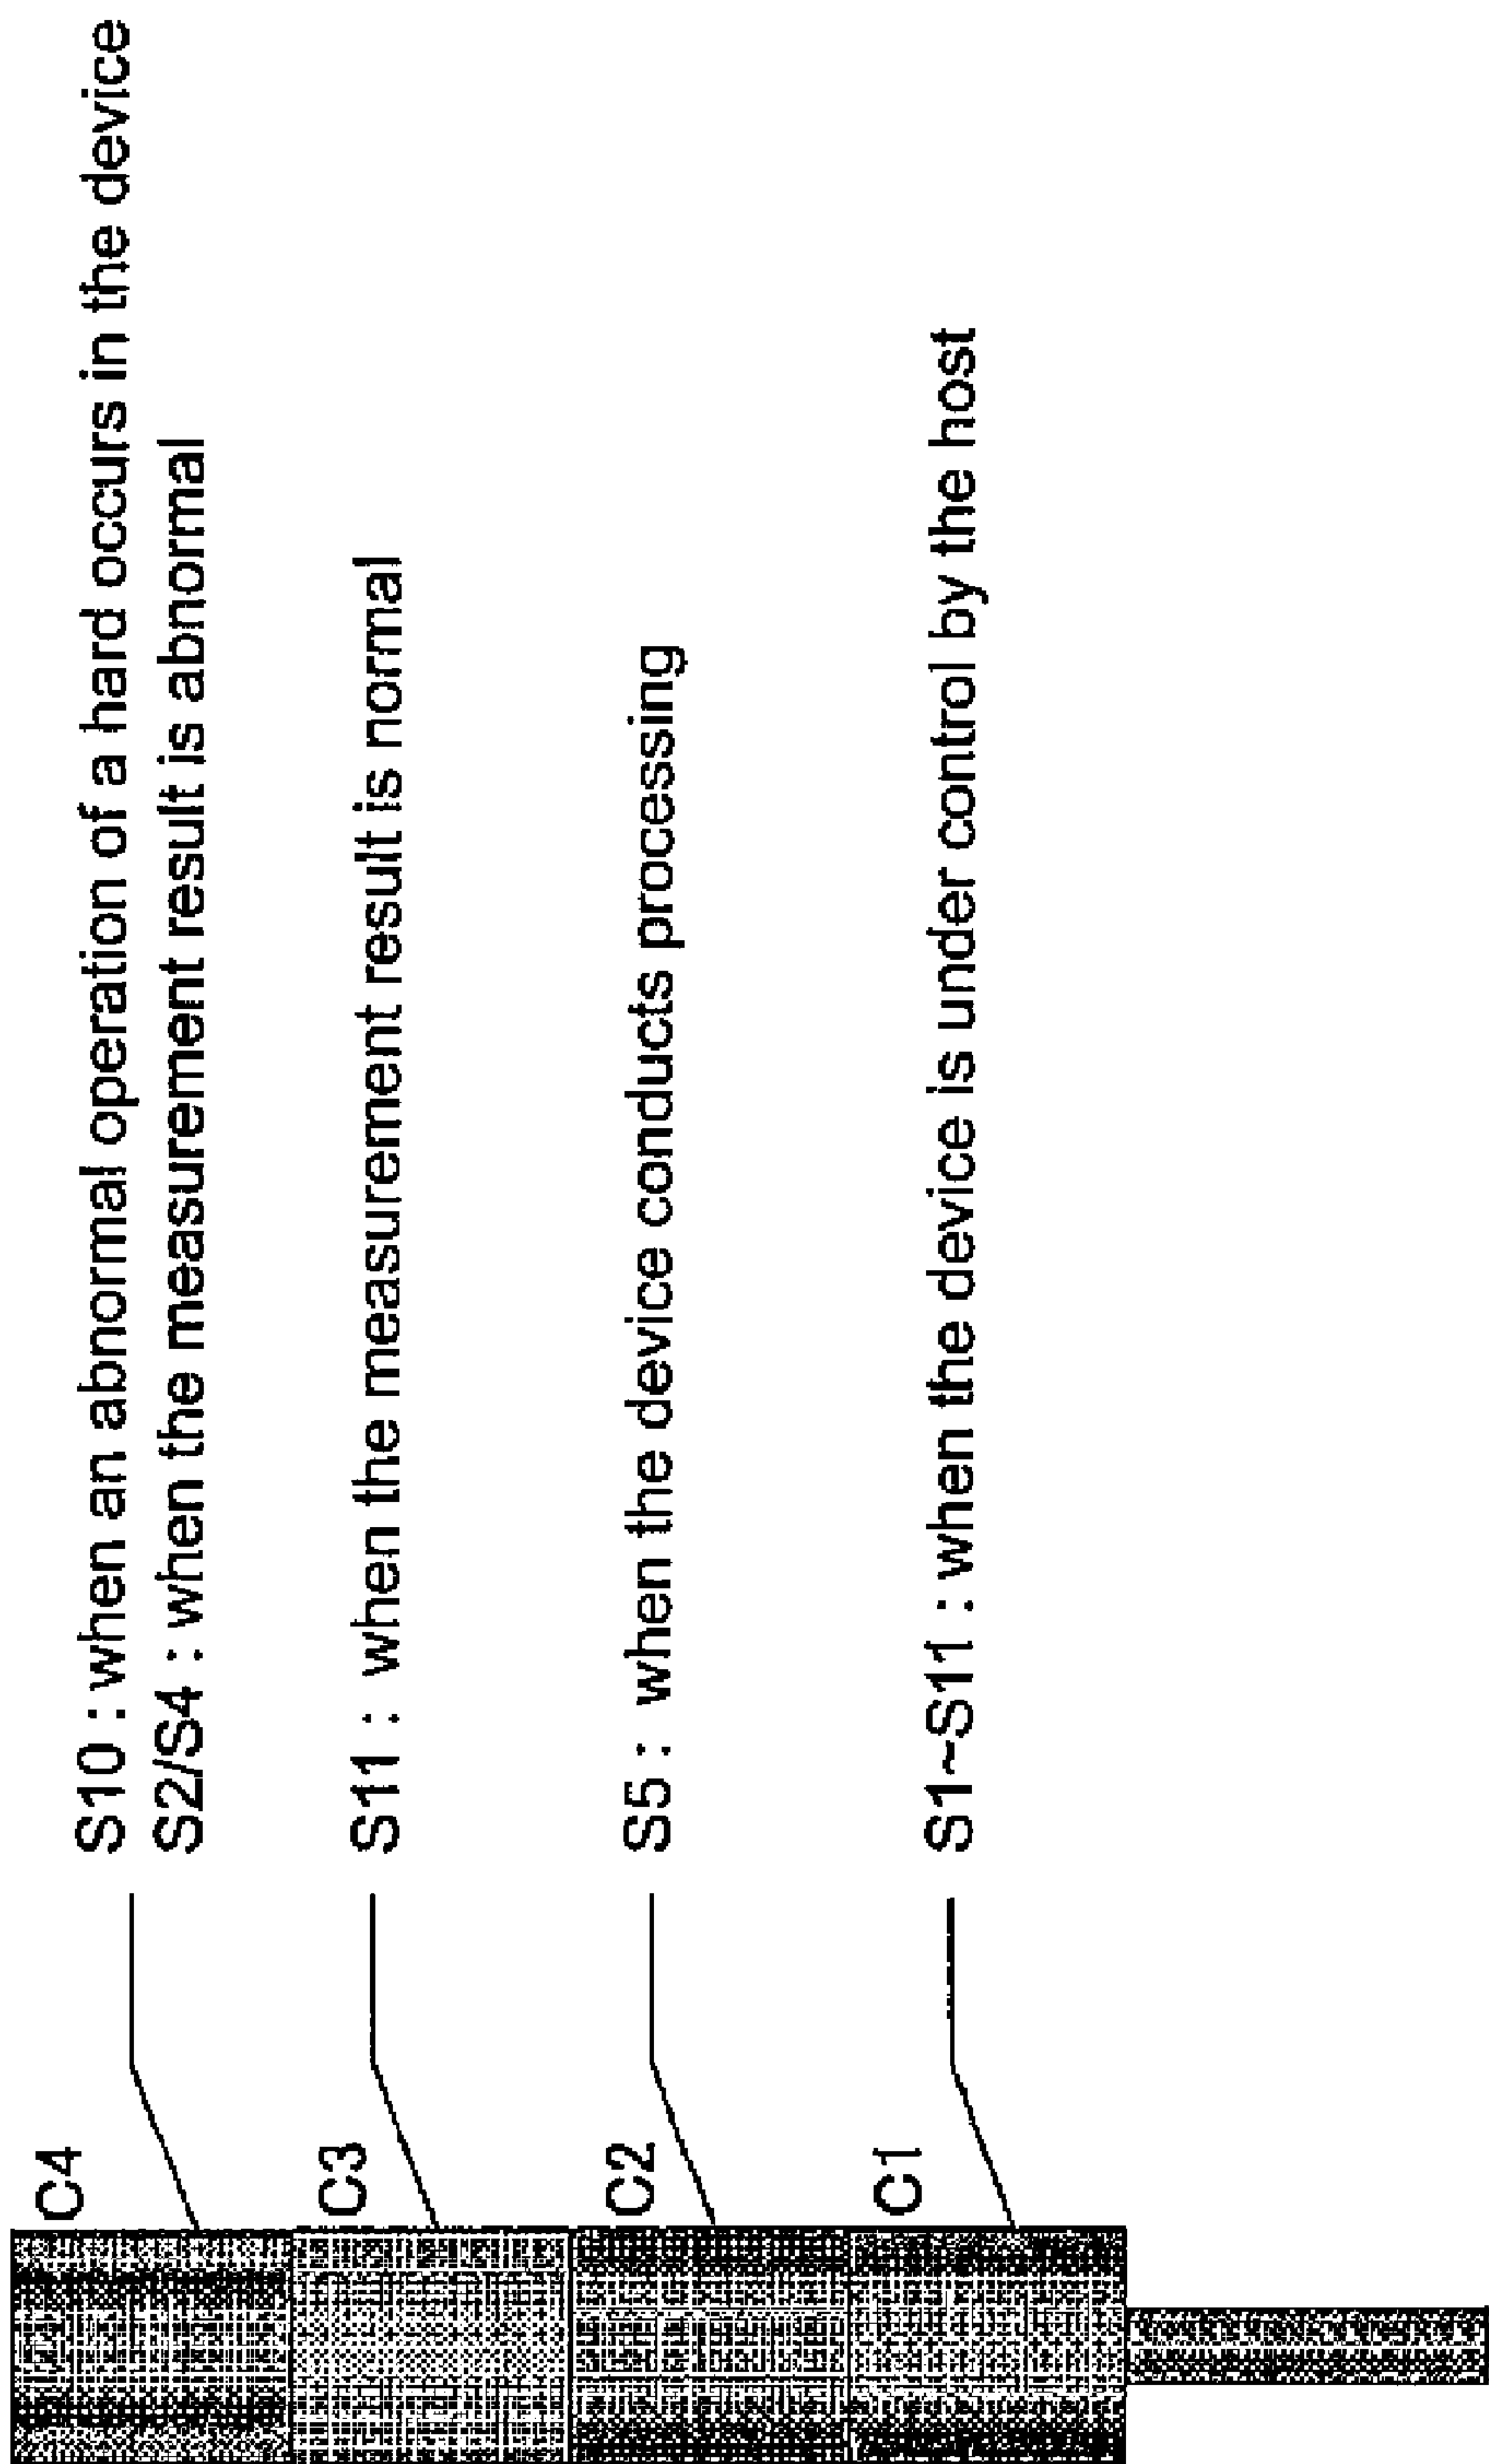 C4
S10 : when an abnormal operation of a hard occurs in the device
S2/S4 : when the measurement result is abnormal
C3
S11 : when the measurement result is normal
C2
S5 : when the device conducts processing
C1
S1~S11 : when the device is under control by the host